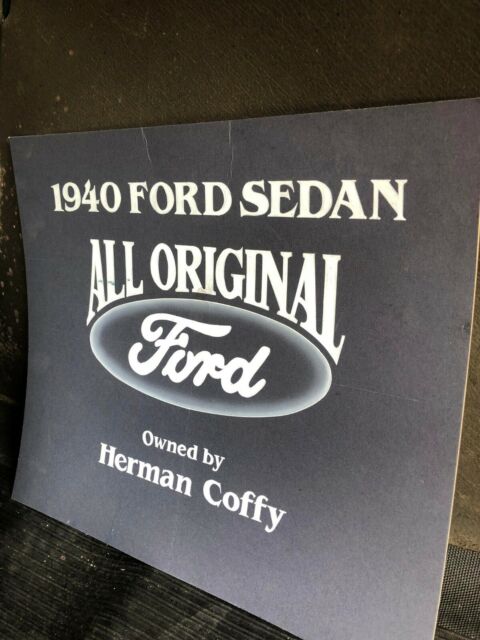 1940 FORD SEDAN
ALL ORIGINAL
Ford
Owned by
Herman Coffy